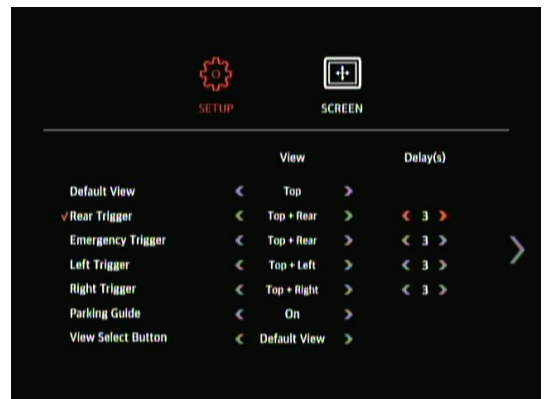 SETUP SCREEN
View Delay(s)
Default View < Top >
√Rear Trigger < Top + Rear > < 3 >
Emergency Trigger < Top + Rear > < 3 >
Left Trigger < Top + Left > < 3 >
Right Trigger < Top + Right > < 3 >
Parking Guide < On >
View Select Button < Default View >